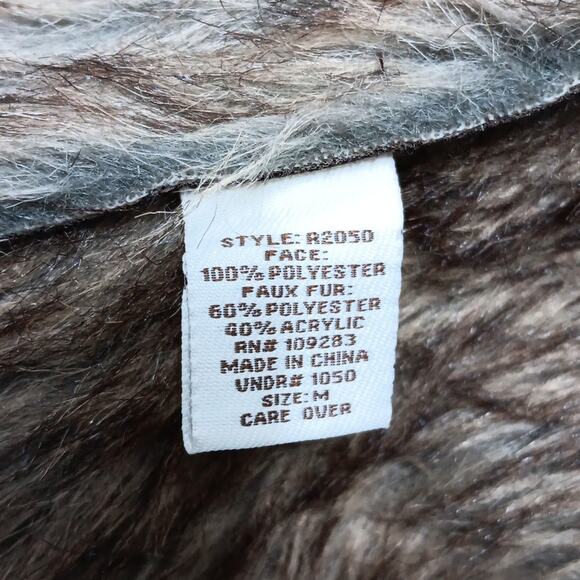 STYLE: R2050
FACE:
100% POLYESTER
FAUX FUR:
60% POLYESTER
40% ACRYLIC
RN# 109283
MADE IN CHINA
VNDR# 1050
SIZE: M
CARE OVER